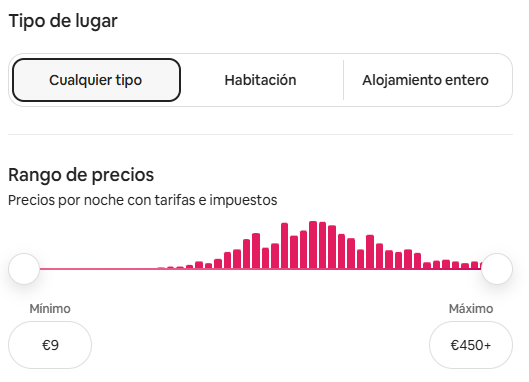 Tipo de lugar
Cualquier tipo
Habitación
Alojamiento entero
Rango de precios
Precios por noche con tarifas e impuestos
Mínimo
Máximo
€9
€450+